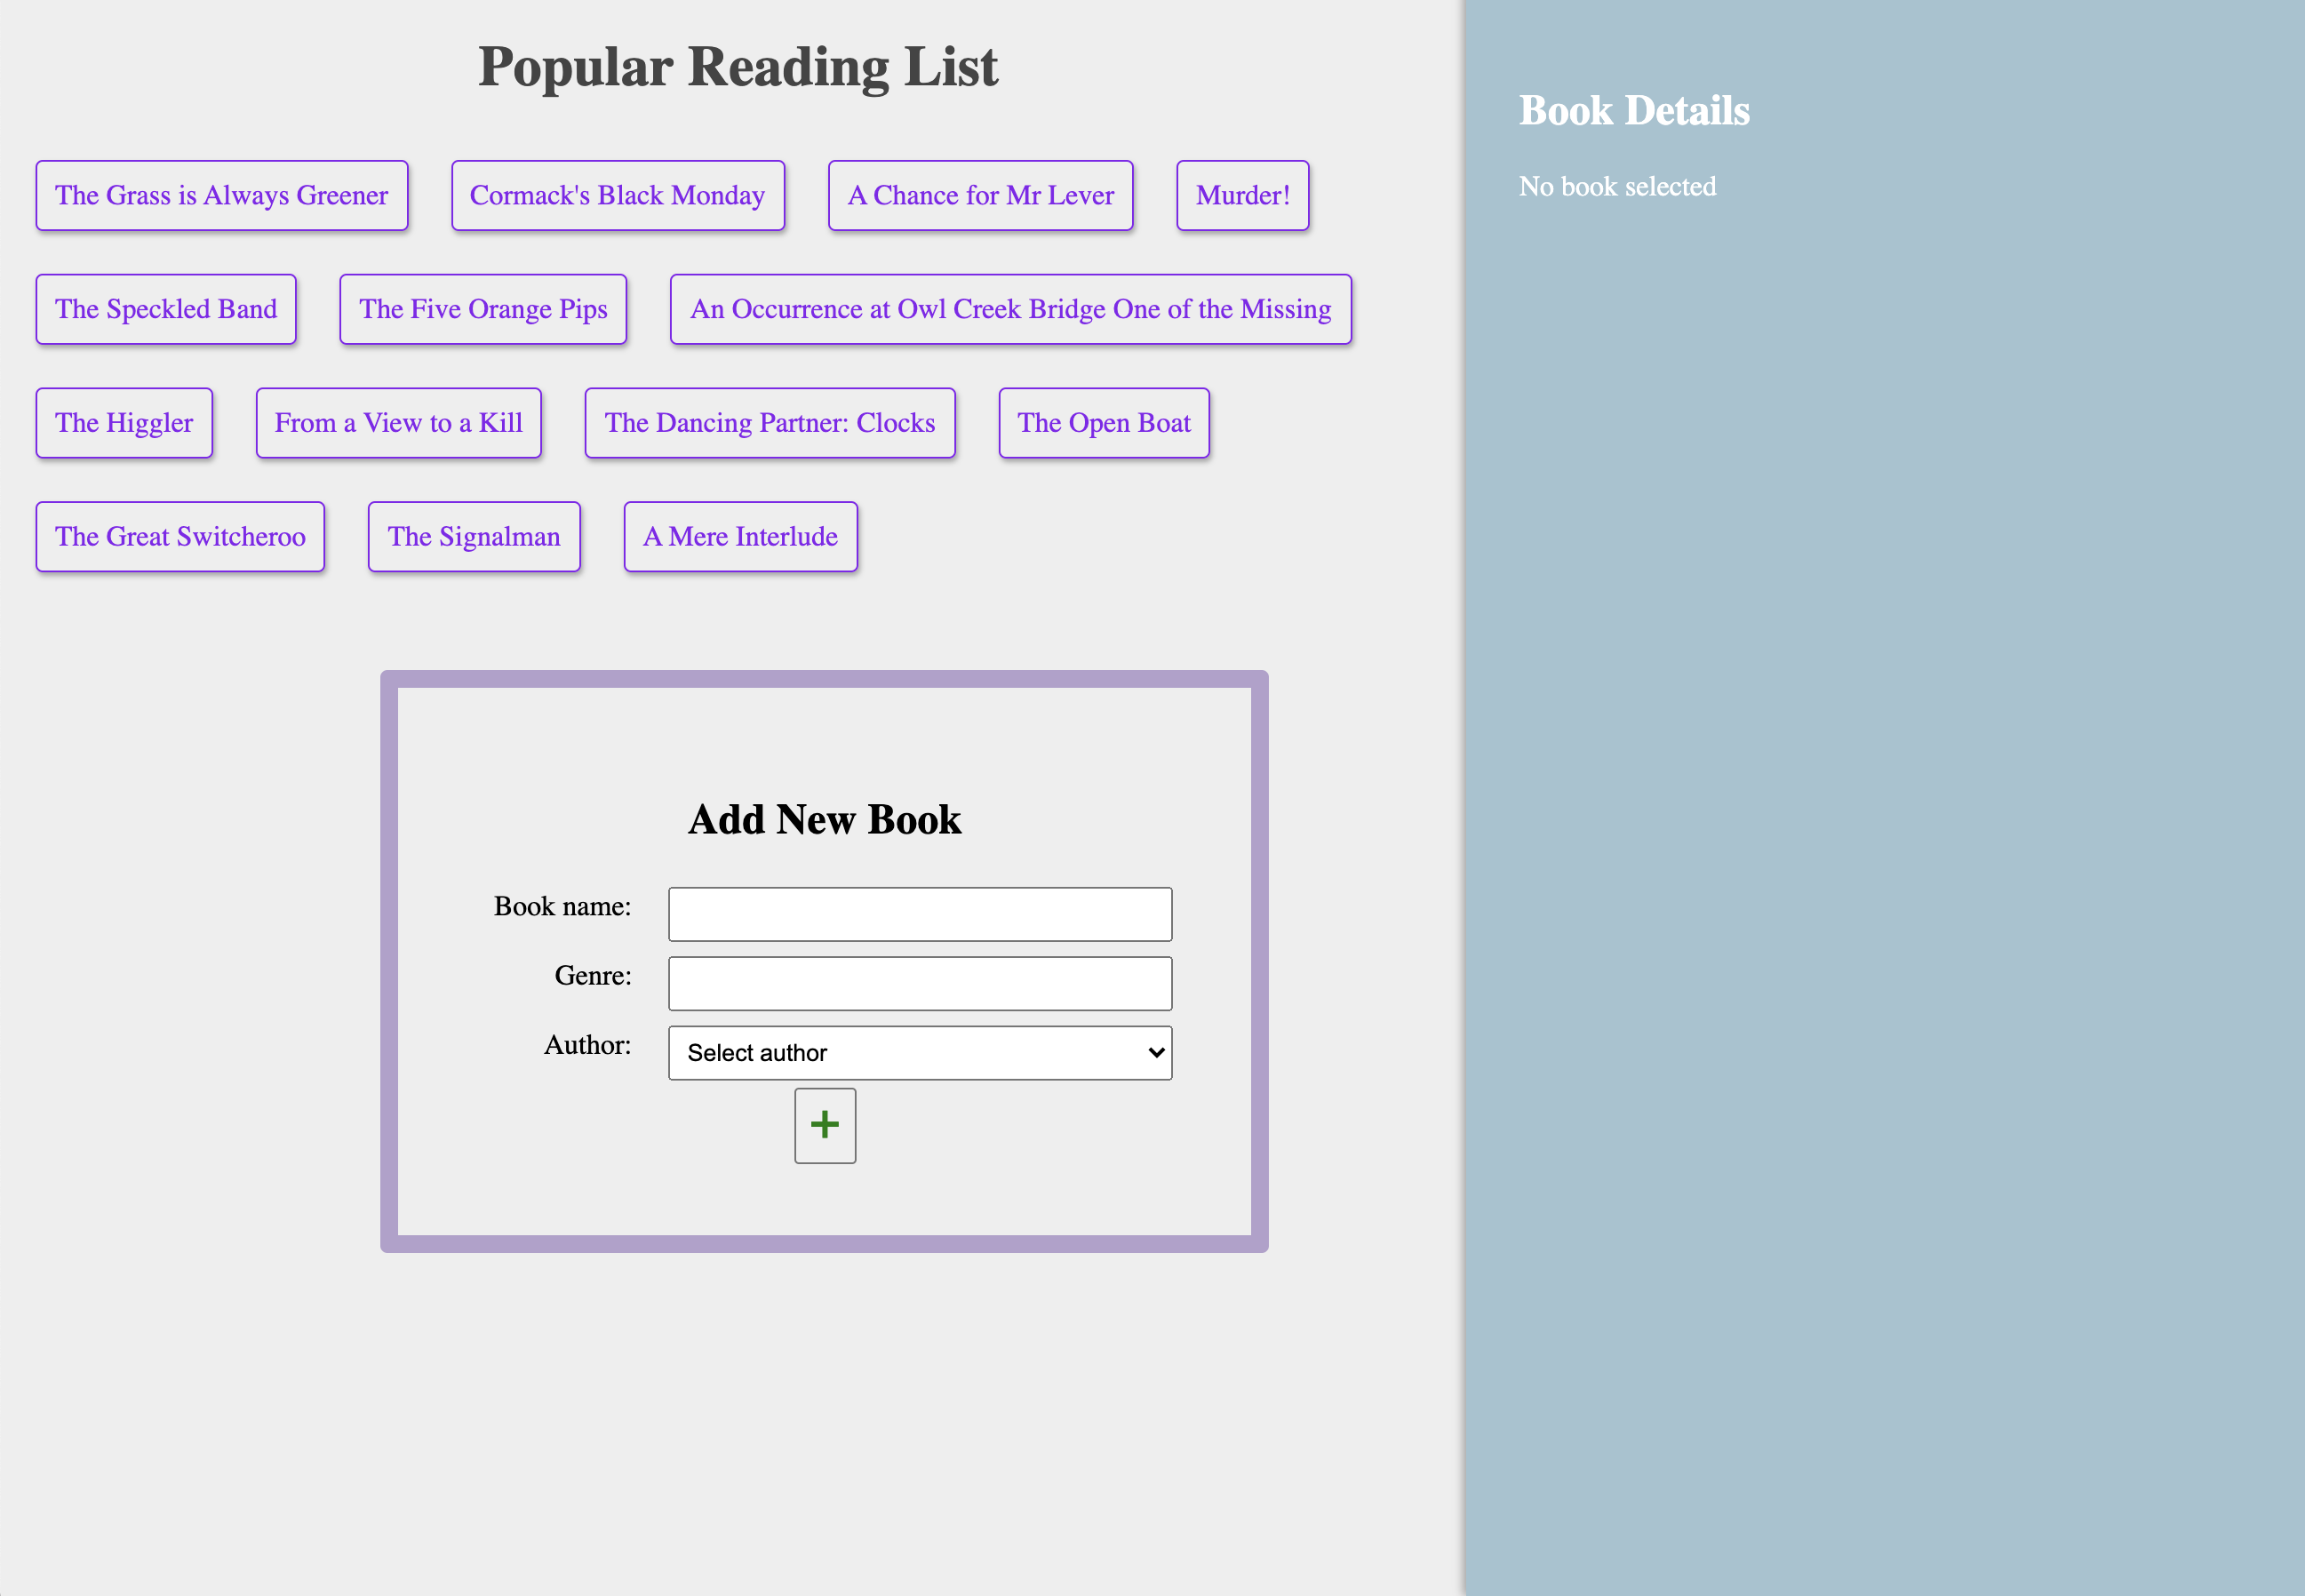 Popular Reading List
The Grass is Always Greener
Cormack's Black Monday
A Chance for Mr Lever
Murder!
The Speckled Band
The Five Orange Pips
An Occurrence at Owl Creek Bridge One of the Missing
The Higgler
From a View to a Kill
The Dancing Partner: Clocks
The Open Boat
The Great Switcheroo
The Signalman
A Mere Interlude
Add New Book
Book name:
Genre:
Author:
Select author
+
Book Details
No book selected